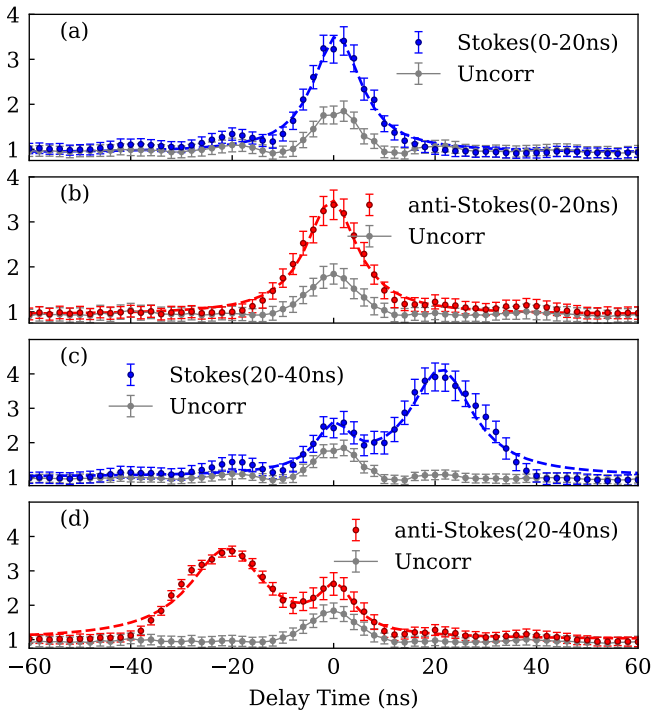 4
(a)
Stokes(0-20ns)
3
Uncorr
2
1
4
(b)
anti-Stokes(0-20ns)
3
Uncorr
2
1
(c)
4
Stokes(20-40ns)
3
Uncorr
2
1
(d)
4
anti-Stokes(20-40ns)
3
Uncorr
2
1
−60 −40 −20 0 20 40 60
Delay Time (ns)